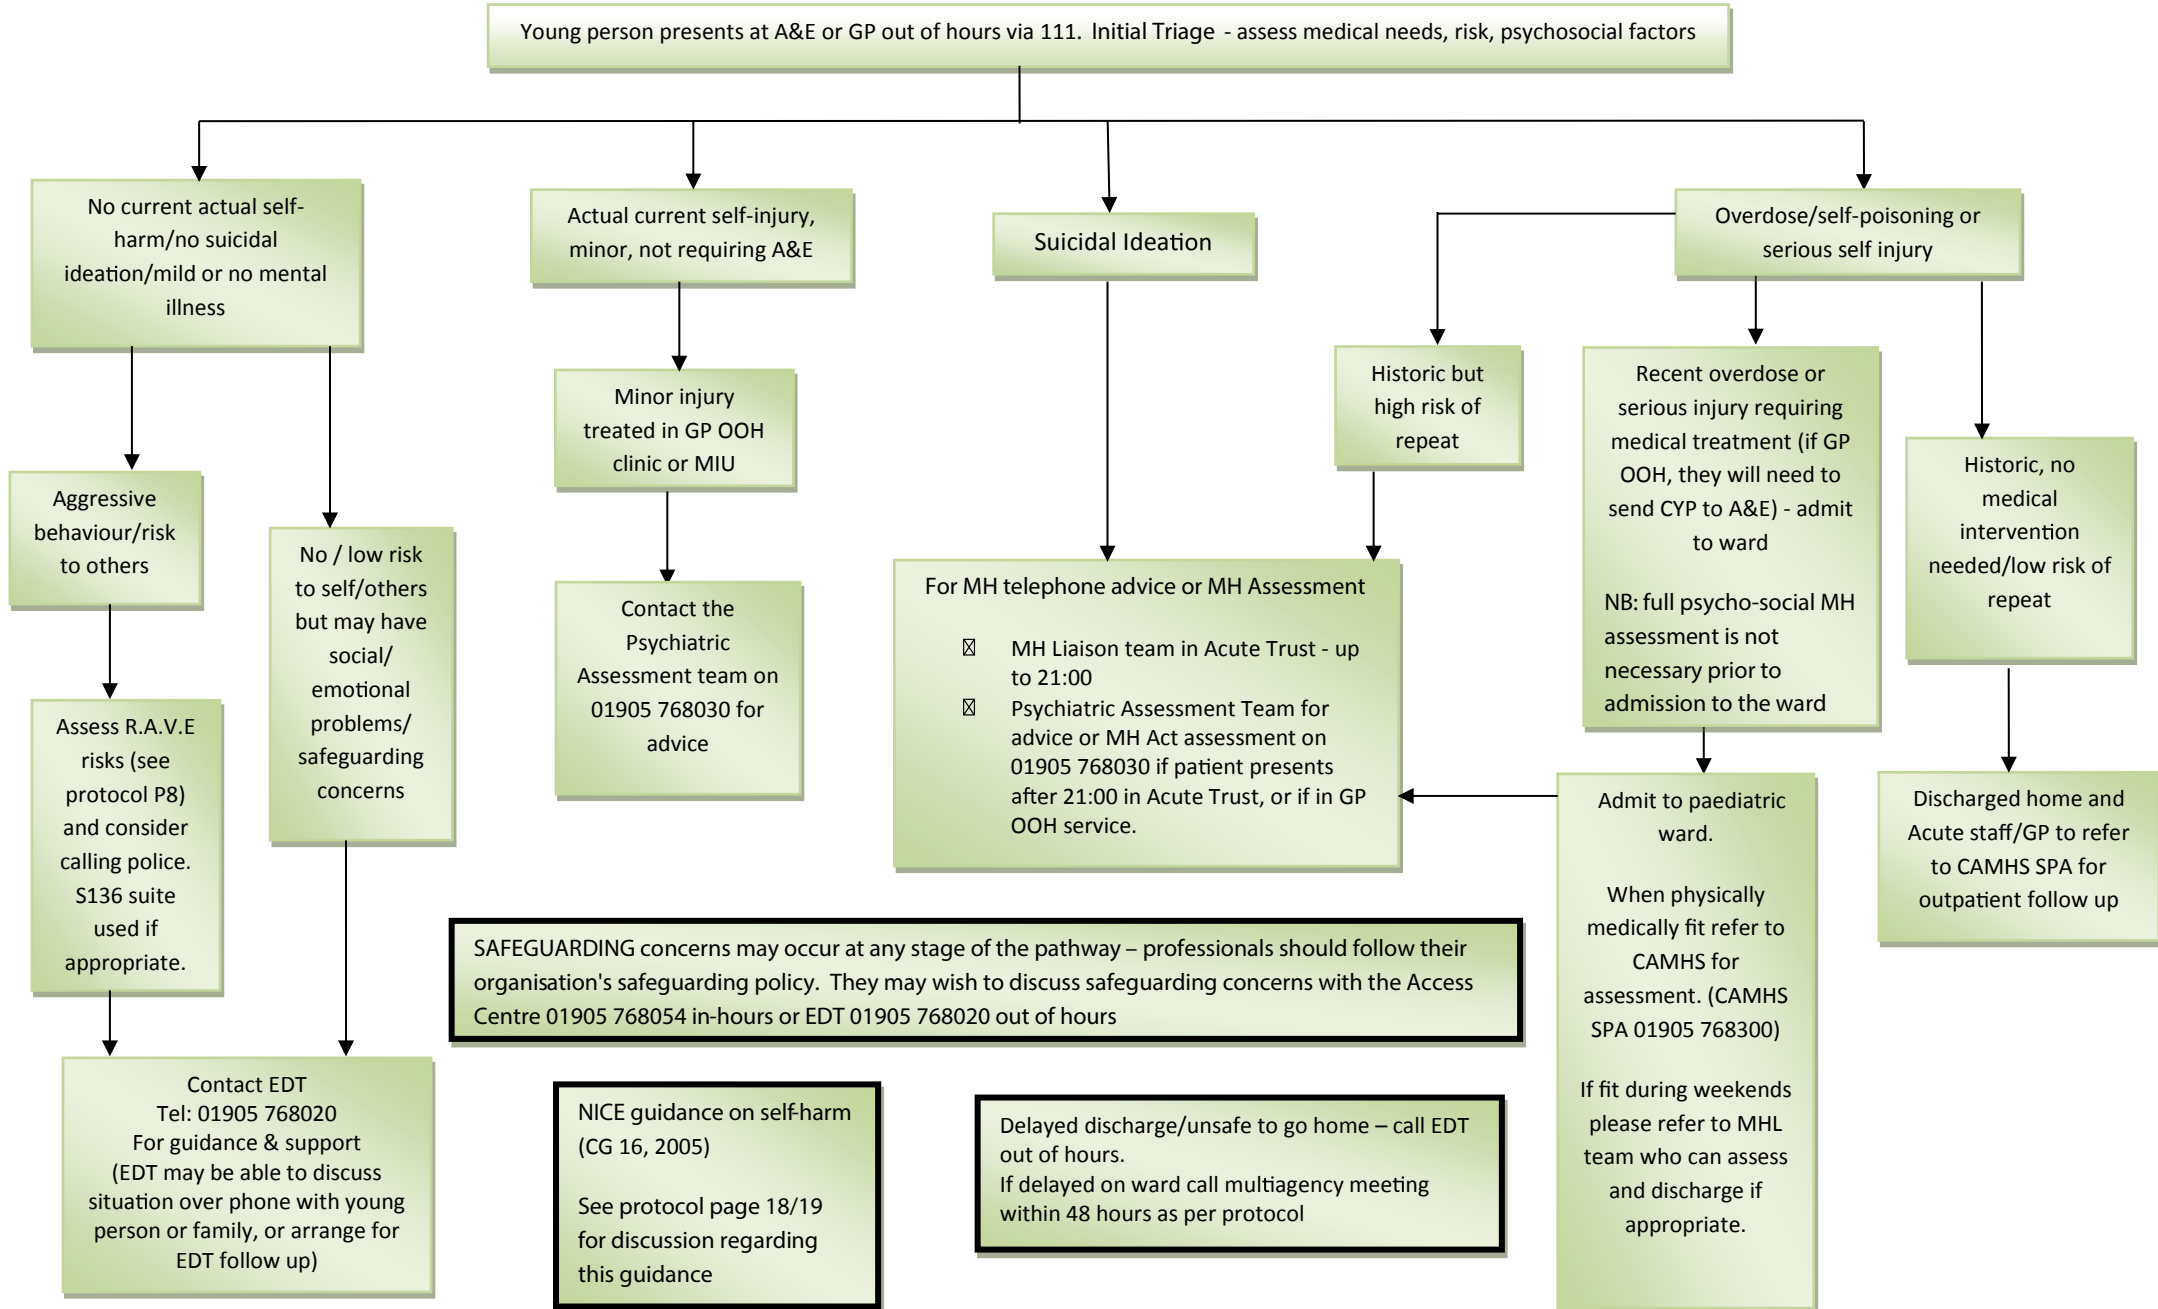 Young person presents at A&E or GP out of hours via 111. Initial Triage - assess medical needs, risk, psychosocial factors
No current actual self-
harm/no suicidal
ideation/mild or no mental
illness
Actual current self-injury,
minor, not requiring A&E
Suicidal Ideation
Overdose/self-poisoning or
serious self injury
Aggressive
behaviour/risk
to others
No / low risk
to self/others
but may have
social/
emotional
problems/
safeguarding
concerns
Minor injury
treated in GP OOH
clinic or MIU
Historic but
high risk of
repeat
Recent overdose or
serious injury requiring
medical treatment (if GP
OOH, they will need to
send CYP to A&E) - admit
to ward
NB: full psycho-social MH
assessment is not
necessary prior to
admission to the ward
Historic, no
medical
intervention
needed/low risk of
repeat
Assess R.A.V.E
risks (see
protocol P8)
and consider
calling police.
S136 suite
used if
appropriate.
Contact the
Psychiatric
Assessment team on
01905 768030 for
advice
For MH telephone advice or MH Assessment
MH Liaison team in Acute Trust - up
to 21:00
Psychiatric Assessment Team for
advice or MH Act assessment on
01905 768030 if patient presents
after 21:00 in Acute Trust, or if in GP
OOH service.
Admit to paediatric
ward.
When physically
medically fit refer to
CAMHS for
assessment. (CAMHS
SPA 01905 768300)
If fit during weekends
please refer to MHL
team who can assess
and discharge if
appropriate.
Discharged home and
Acute staff/GP to refer
to CAMHS SPA for
outpatient follow up
SAFEGUARDING concerns may occur at any stage of the pathway – professionals should follow their
organisation's safeguarding policy. They may wish to discuss safeguarding concerns with the Access
Centre 01905 768054 in-hours or EDT 01905 768020 out of hours
Contact EDT
Tel: 01905 768020
For guidance & support
(EDT may be able to discuss
situation over phone with young
person or family, or arrange for
EDT follow up)
NICE guidance on self-harm
(CG 16, 2005)
See protocol page 18/19
for discussion regarding
this guidance
Delayed discharge/unsafe to go home – call EDT
out of hours.
If delayed on ward call multiagency meeting
within 48 hours as per protocol